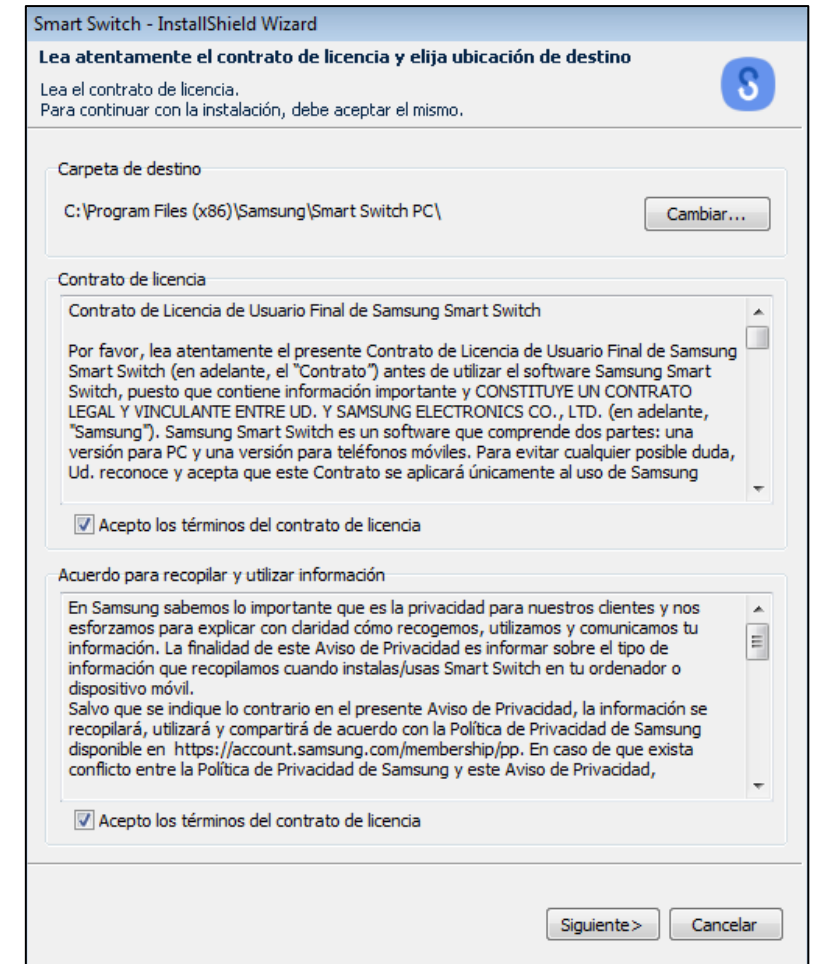 Smart Switch - InstallShield Wizard
Lea atentamente el contrato de licencia y elija ubicación de destino
Lea el contrato de licencia.
Para continuar con la instalación, debe aceptar el mismo.
Carpeta de destino
C:\Program Files (x86)\Samsung\Smart Switch PC\
Cambiar...
Contrato de licencia
Contrato de Licencia de Usuario Final de Samsung Smart Switch
Por favor, lea atentamente el presente Contrato de Licencia de Usuario Final de Samsung
Smart Switch (en adelante, el “Contrato”) antes de utilizar el software Samsung Smart
Switch, puesto que contiene información importante y CONSTITUYE UN CONTRATO
LEGAL Y VINCULANTE ENTRE UD. Y SAMSUNG ELECTRONICS CO., LTD. (en adelante,
"Samsung"). Samsung Smart Switch es un software que comprende dos partes: una
versión para PC y una versión para teléfonos móviles. Para evitar cualquier posible duda,
Ud. reconoce y acepta que este Contrato se aplicará únicamente al uso de Samsung
Acepto los términos del contrato de licencia
Acuerdo para recopilar y utilizar información
En Samsung sabemos lo importante que es la privacidad para nuestros clientes y nos
esforzamos para explicar con claridad cómo recogemos, utilizamos y comunicamos tu
información. La finalidad de este Aviso de Privacidad es informar sobre el tipo de
información que recopilamos cuando instalas/usas Smart Switch en tu ordenador o
dispositivo móvil.
Salvo que se indique lo contrario en el presente Aviso de Privacidad, la información se
recopilará, utilizará y compartirá de acuerdo con la Política de Privacidad de Samsung
disponible en  https://account.samsung.com/membership/pp. En caso de que exista
conflicto entre la Política de Privacidad de Samsung y este Aviso de Privacidad,
Acepto los términos del contrato de licencia
Siguiente>
Cancelar